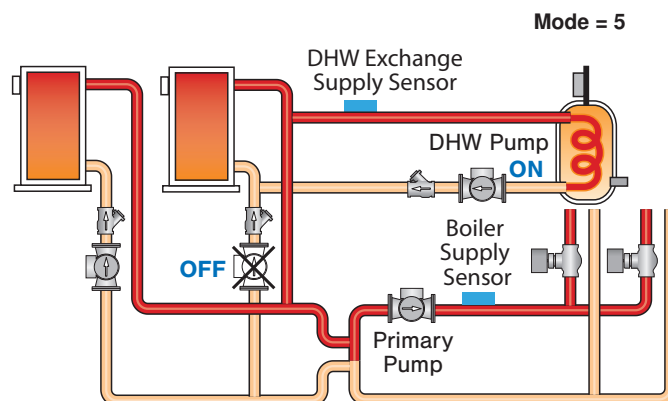 Mode = 5
DHW Exchange
Supply Sensor
DHW Pump
ON
Boiler
Supply
Sensor
OFF
Primary
Pump